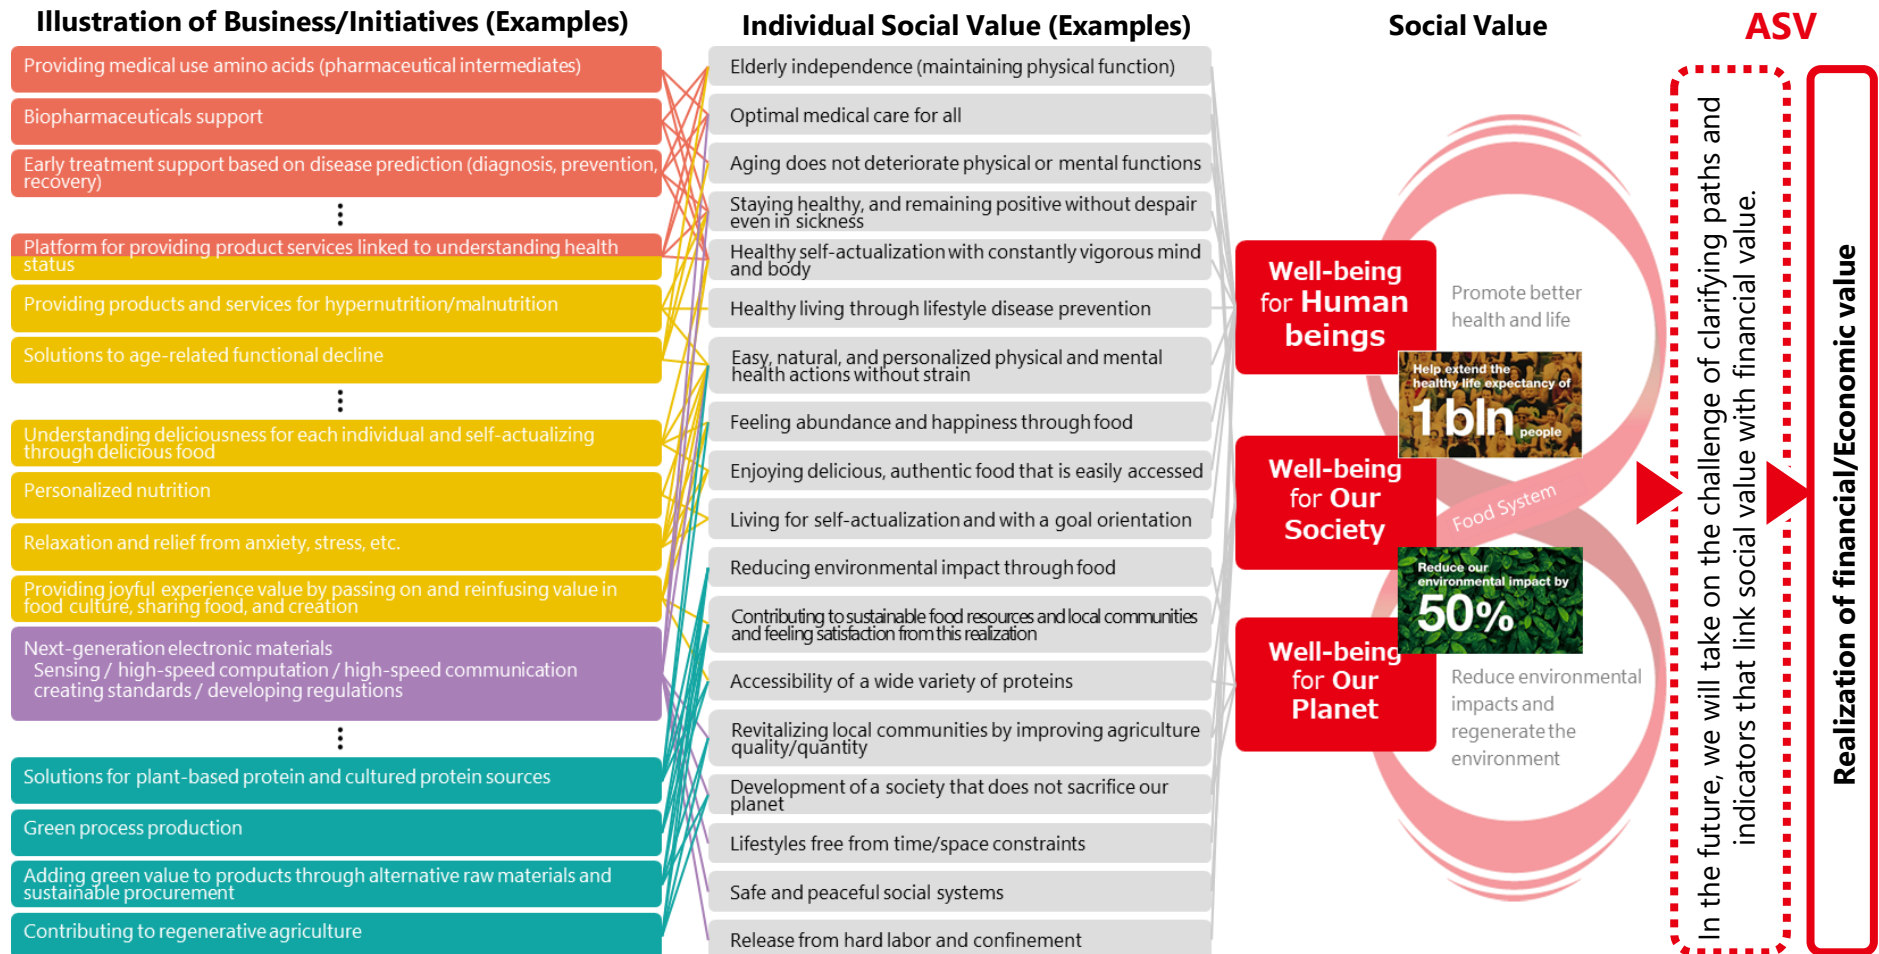 Illustration of Business/Initiatives (Examples)
Providing medical use amino acids (pharmaceutical intermediates)
Biopharmaceuticals support
Early treatment support based on disease prediction (diagnosis, prevention,
recovery)
Platform for providing product services linked to understanding health
status
Providing products and services for hypernutrition/malnutrition
Solutions to age-related functional decline
Understanding deliciousness for each individual and self-actualizing
through delicious food
Personalized nutrition
Relaxation and relief from anxiety, stress, etc.
Providing joyful experience value by passing on and reinfusing value in
food culture, sharing food, and creation
Next-generation electronic materials
Sensing / high-speed computation / high-speed communication
creating standards / developing regulations
Solutions for plant-based protein and cultured protein sources
Green process production
Adding green value to products through alternative raw materials and
sustainable procurement
Contributing to regenerative agriculture
Individual Social Value (Examples)
Elderly independence (maintaining physical function)
Optimal medical care for all
Aging does not deteriorate physical or mental functions
Staying healthy, and remaining positive without despair
even in sickness
Healthy self-actualization with constantly vigorous mind
and body
Healthy living through lifestyle disease prevention
Easy, natural, and personalized physical and mental
health actions without strain
Feeling abundance and happiness through food
Enjoying delicious, authentic food that is easily accessed
Living for self-actualization and with a goal orientation
Reducing environmental impact through food
Contributing to sustainable food resources and local communities
and feeling satisfaction from this realization
Accessibility of a wide variety of proteins
Revitalizing local communities by improving agriculture
quality/quantity
Development of a society that does not sacrifice our
planet
Lifestyles free from time/space constraints
Safe and peaceful social systems
Release from hard labor and confinement
Social Value
Well-being
for Human
beings
Promote better
health and life
Help extend the
healthy life expectancy of
1 bln people
Well-being
for Our
Society
Food System
Reduce our
environmental impact by
50%
Well-being
for Our
Planet
Reduce environmental
impacts and
regenerate the
environment
ASV
In the future, we will take on the challenge of clarifying paths and
indicators that link social value with financial value.
Realization of financial/Economic value